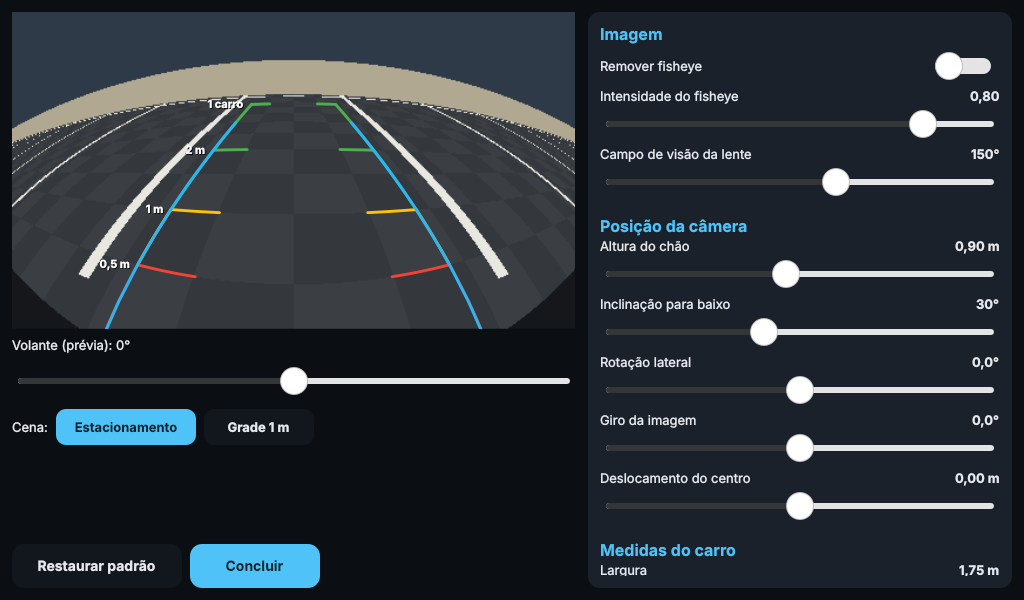 1 carro
2 m
1 m
0,5 m
Volante (prévia): 0°
Cena:
Estacionamento
Grade 1 m
Restaurar padrão
Concluir
Imagem
Remover fisheye
Intensidade do fisheye 0,80
Campo de visão da lente 150°
Posição da câmera
Altura do chão 0,90 m
Inclinação para baixo 30°
Rotação lateral 0,0°
Giro da imagem 0,0°
Deslocamento do centro 0,00 m
Medidas do carro
Largura 1,75 m